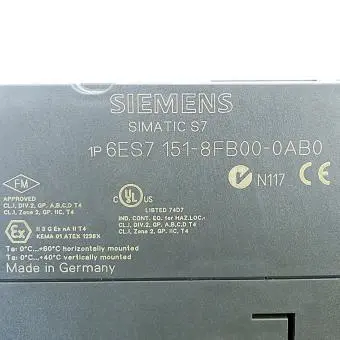 SIEMENS
SIMATIC S7
1P 6ES7 151-8FB00-0AB0
FM
APPROVED
CL.I, DIV.2, GP. A,B,C,D T4
CL.I, Zone 2, GP. IIC, T4
C UL US
LISTED 74D7
IND. CONT. EQ. for HAZ.LOC.
CL.I, DIV.2, GP. A,B,C,D T4
CL.I, Zone 2, GP. IIC, T4
N117
Ex
II 3 G Ex nA II T4
KEMA 01 ATEX 1238X
Ta: 0°C...+60°C horizontally mounted
Ta: 0°C...+40°C vertically mounted
Made in Germany